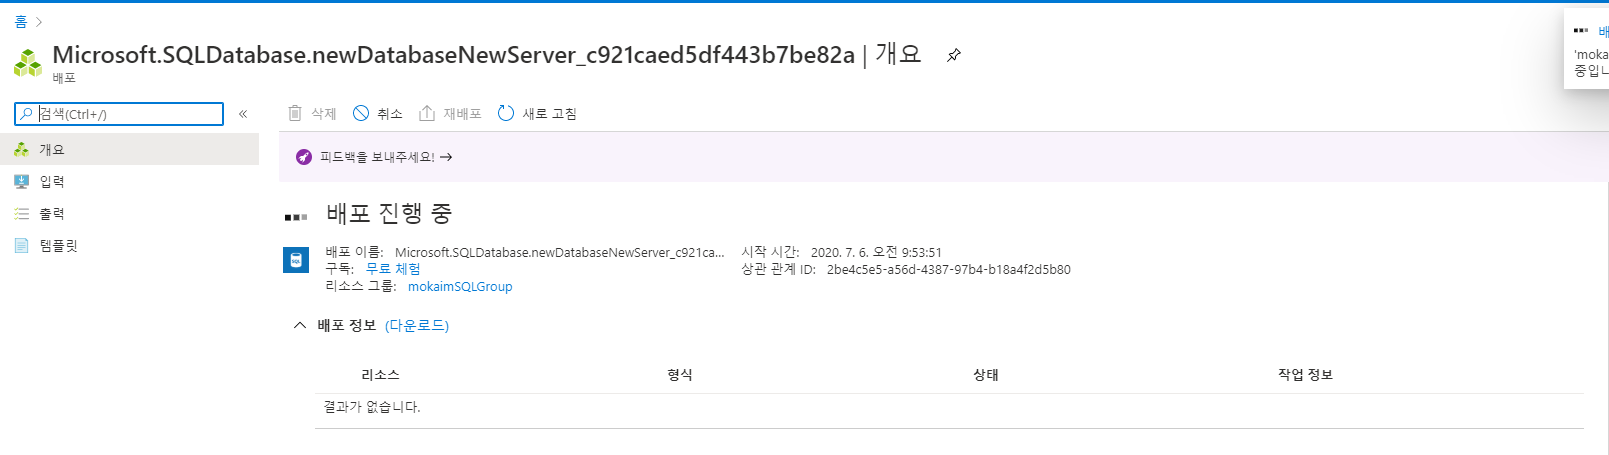 홈 >
Microsoft.SQLDatabase.newDatabaseNewServer_c921caed5df443b7be82a | 개요
배포
검색(Ctrl+/)
«
개요
입력
출력
템플릿
삭제 취소 재배포 새로 고침
피드백을 보내주세요! →
배포 진행 중
배포 이름: Microsoft.SQLDatabase.newDatabaseNewServer_c921ca... 시작 시간: 2020. 7. 6. 오전 9:53:51
구독: 무료 체험 상관 관계 ID: 2be4c5e5-a56d-4387-97b4-b18a4f2d5b80
리소스 그룹: mokaimSQLGroup
SQL
배포 정보 (다운로드)
리소스 형식 상태 작업 정보
결과가 없습니다.
배
'moka
중입니